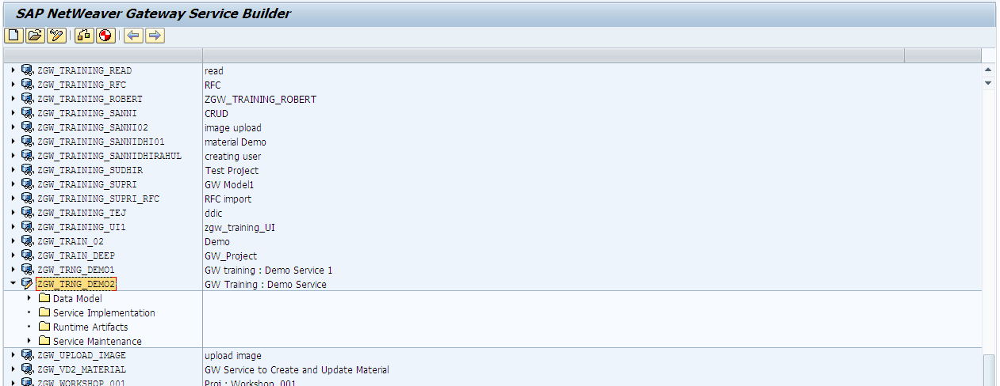 SAP NetWeaver Gateway Service Builder
ZGW_TRAINING_READ read
ZGW_TRAINING_RFC RFC
ZGW_TRAINING_ROBERT ZGW_TRAINING_ROBERT
ZGW_TRAINING_SANNI CRUD
ZGW_TRAINING_SANNI02 image upload
ZGW_TRAINING_SANNIDHI01 material Demo
ZGW_TRAINING_SANNIDHIRAHUL creating user
ZGW_TRAINING_SUDHIR Test Project
ZGW_TRAINING_SUPRI GW Model1
ZGW_TRAINING_SUPRI_RFC RFC import
ZGW_TRAINING_TEJ ddic
ZGW_TRAINING_UI1 zgw_training_UI
ZGW_TRAIN_02 Demo
ZGW_TRAIN_DEEP GW_Project
ZGW_TRNG_DEMO1 GW training : Demo Service 1
ZGW_TRNG_DEMO2 GW Training : Demo Service
Data Model
Service Implementation
Runtime Artifacts
Service Maintenance
ZGW_UPLOAD_IMAGE upload image
ZGW_VD2_MATERIAL GW Service to Create and Update Material
ZGW_WORKSHOP_001 Proj : Workshop_001